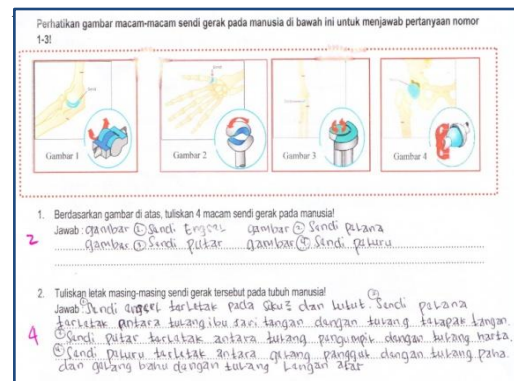 Perhatikan gambar macam-macam sendi gerak pada manusia di bawah ini untuk menjawab pertanyaan nomor
1-3!
Gambar 1
Gambar 2
Gambar 3
Gambar 4
1. Berdasarkan gambar di atas, tuliskan 4 macam sendi gerak pada manusia!
2
Jawab : gambar ① Sendi Engsel gambar ② Sendi pelana
gambar ③ Sendi putar gambar ④ Sendi peluru
2. Tuliskan letak masing-masing sendi gerak tersebut pada tubuh manusia!
Jawab : Sendi engsel terletak pada siku² dan lutut ② Sendi pelana
4
terletak antara tulang ibu jari tangan dengan tulang telapak tangan.
③ Sendi putar terletak antara tulang pengumpil dengan tulang hasta.
④ Sendi peluru terletak antara gelang panggul dengan tulang paha
dan gelang bahu dengan tulang lengan atas